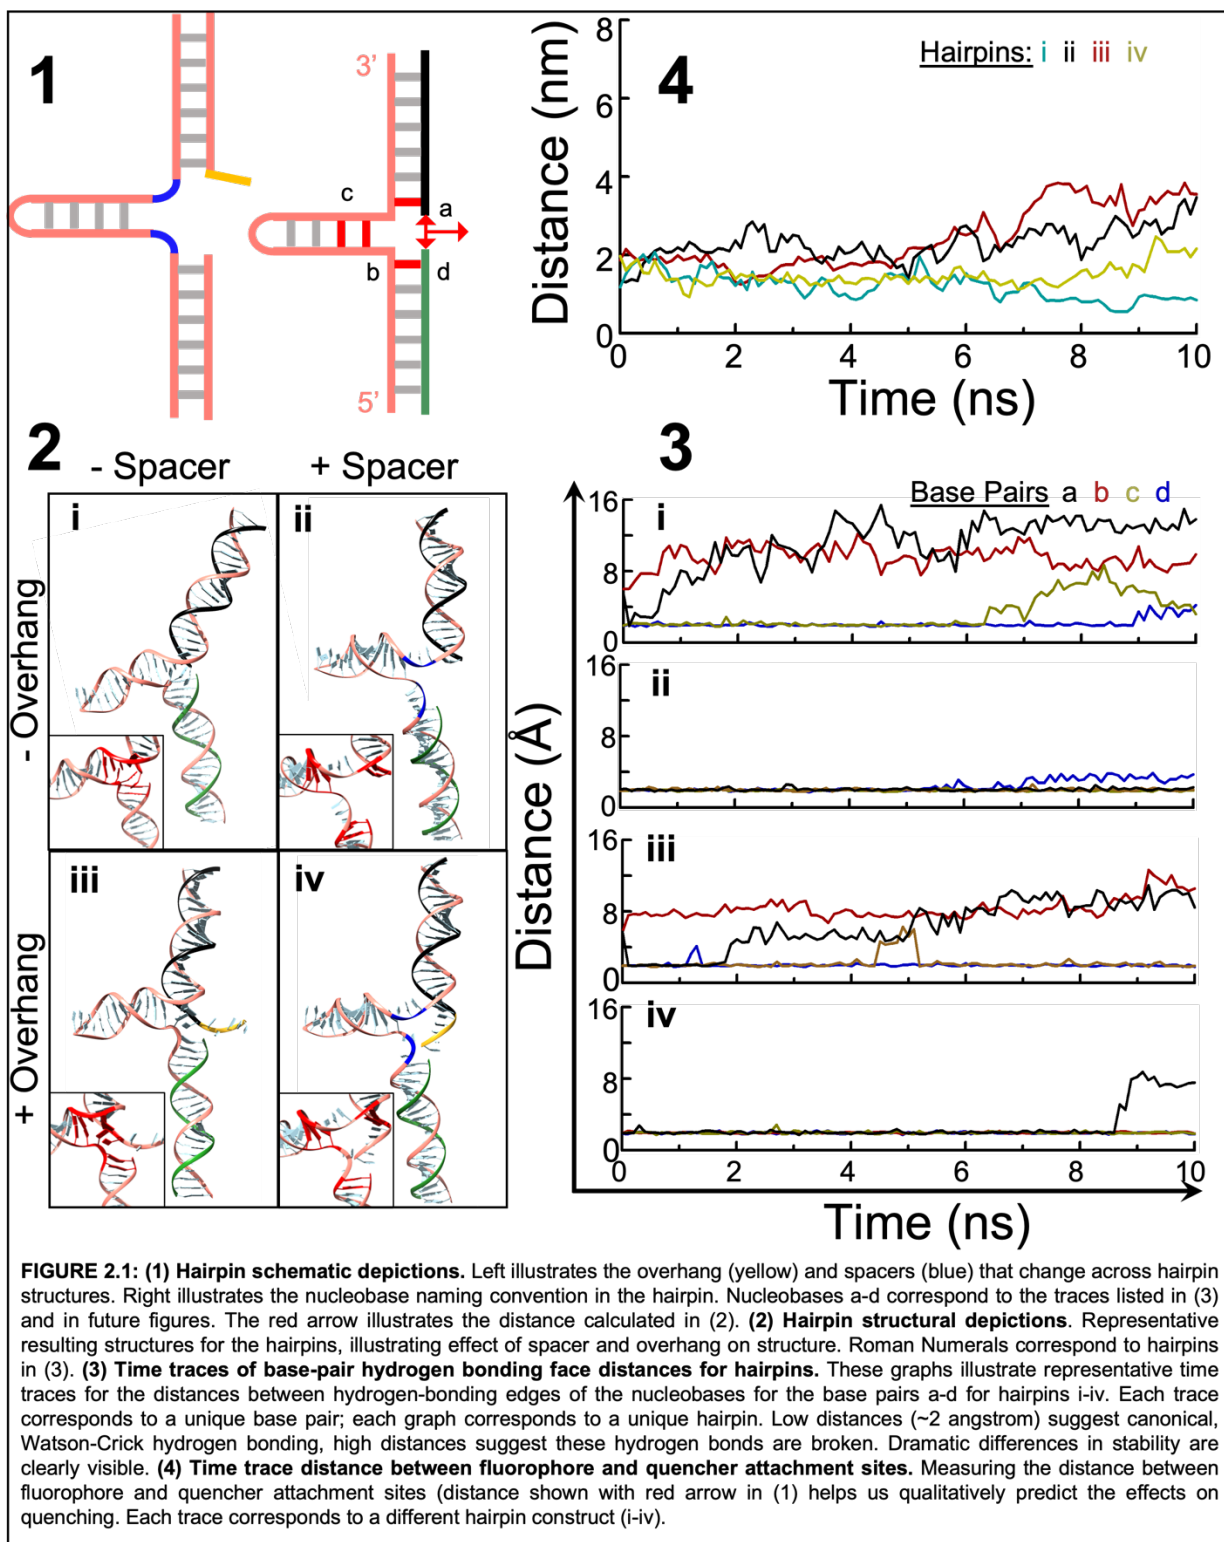 1
3’
c
a
b
d
5’
4
Hairpins: i ii iii iv
Distance (nm)
8
6
4
2
0
0 2 4 6 8 10
Time (ns)
2
- Spacer + Spacer
- Overhang
+ Overhang
i
ii
iii
iv
3
Base Pairs a b c d
Distance (Å)
i
16
8
0
ii
16
8
0
iii
16
8
0
iv
16
8
0
0 2 4 6 8 10
Time (ns)
FIGURE 2.1: (1) Hairpin schematic depictions. Left illustrates the overhang (yellow) and spacers (blue) that change across hairpin
structures. Right illustrates the nucleobase naming convention in the hairpin. Nucleobases a-d correspond to the traces listed in (3)
and in future figures. The red arrow illustrates the distance calculated in (2). (2) Hairpin structural depictions. Representative
resulting structures for the hairpins, illustrating effect of spacer and overhang on structure. Roman Numerals correspond to hairpins
in (3). (3) Time traces of base-pair hydrogen bonding face distances for hairpins. These graphs illustrate representative time
traces for the distances between hydrogen-bonding edges of the nucleobases for the base pairs a-d for hairpins i-iv. Each trace
corresponds to a unique base pair; each graph corresponds to a unique hairpin. Low distances (~2 angstrom) suggest canonical,
Watson-Crick hydrogen bonding, high distances suggest these hydrogen bonds are broken. Dramatic differences in stability are
clearly visible. (4) Time trace distance between fluorophore and quencher attachment sites. Measuring the distance between
fluorophore and quencher attachment sites (distance shown with red arrow in (1) helps us qualitatively predict the effects on
quenching. Each trace corresponds to a different hairpin construct (i-iv).